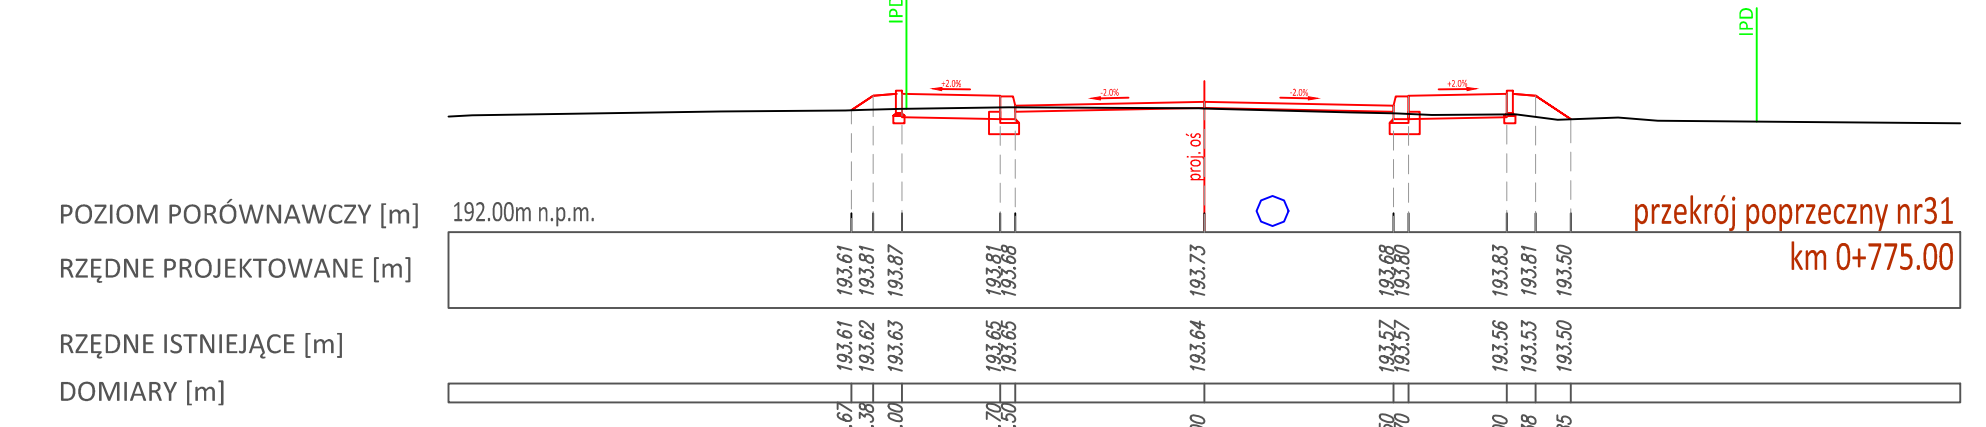 IPD
IPD
+2.0%
-2.0%
-2.0%
+2.0%
proj. oś
POZIOM PORÓWNAWCZY [m]
192.00m n.p.m.
przekrój poprzeczny nr31
km 0+775.00
RZĘDNE PROJEKTOWANE [m]
193.61 193.81 193.87 193.81 193.68 193.73 193.68 193.80 193.83 193.81 193.50
RZĘDNE ISTNIEJĄCE [m]
193.61 193.62 193.63 193.65 193.65 193.64 193.57 193.57 193.56 193.53 193.50
DOMIARY [m]